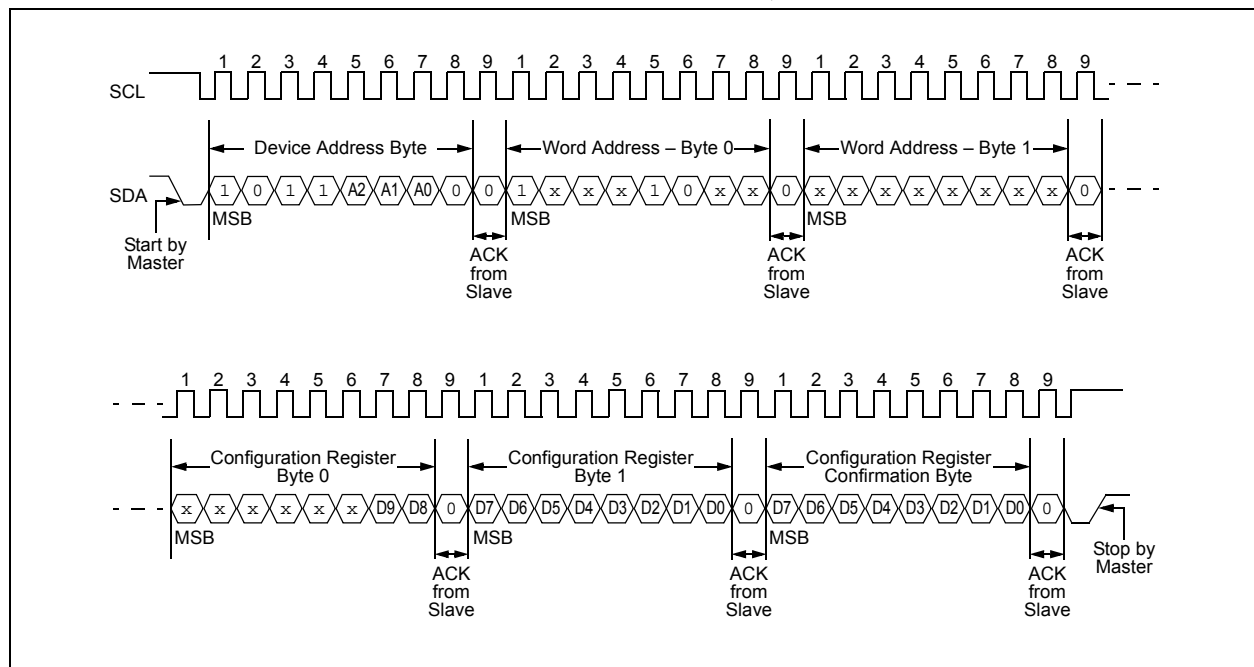 1 2 3 4 5 6 7 8 9 1 2 3 4 5 6 7 8 9 1 2 3 4 5 6 7 8 9
SCL
Device Address Byte Word Address – Byte 0 Word Address – Byte 1
SDA 1 0 1 1 A2 A1 A0 0 0 1 x x x 1 0 x x 0 x x x x x x x x 0
MSB MSB MSB
Start by
Master
ACK
from
Slave
ACK
from
Slave
ACK
from
Slave
1 2 3 4 5 6 7 8 9 1 2 3 4 5 6 7 8 9 1 2 3 4 5 6 7 8 9
Configuration Register
Byte 0
Configuration Register
Byte 1
Configuration Register
Confirmation Byte
x x x x x x D9 D8 0 D7 D6 D5 D4 D3 D2 D1 D0 0 D7 D6 D5 D4 D3 D2 D1 D0 0
MSB MSB MSB
ACK
from
Slave
ACK
from
Slave
ACK
from
Slave
Stop by
Master